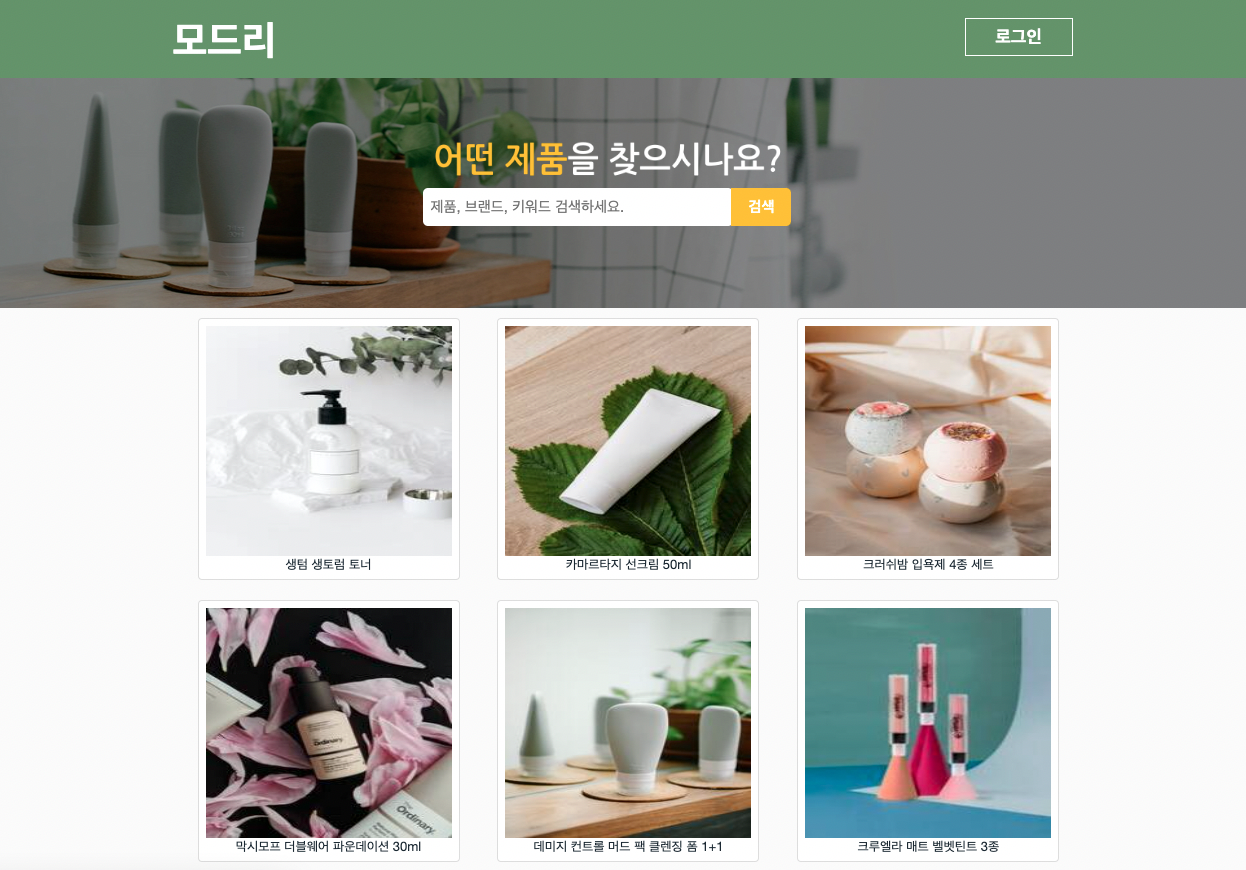 모드리
로그인
어떤 제품을 찾으시나요?
제품, 브랜드, 키워드 검색하세요.
검색
생텀 생토럼 토너
카마르타지 선크림 50ml
크러쉬밤 입욕제 4종 세트
The
Ordinary.
The
Ordinary.
막시모프 더블웨어 파운데이션 30ml
데미지 컨트롤 머드 팩 클렌징 폼 1+1
크루엘라 매트 벨벳틴트 3종